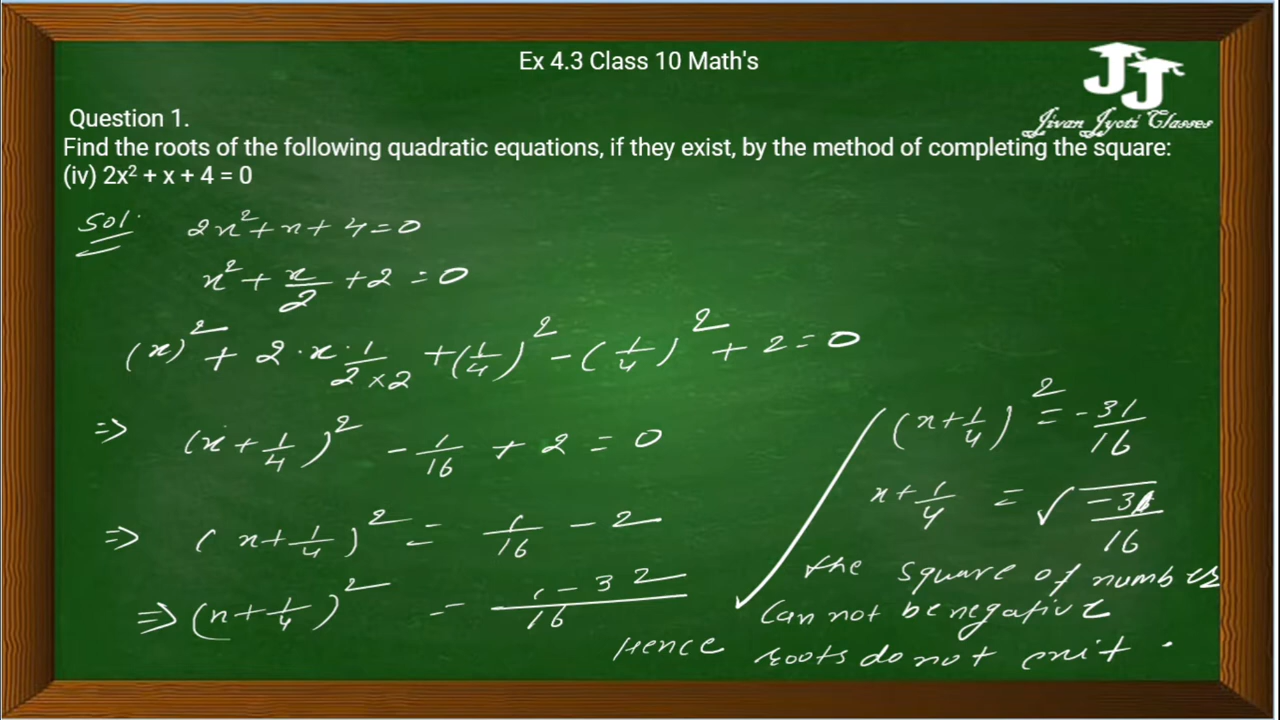 Ex 4.3 Class 10 Math's
JJ
Jivan Jyoti Classes
Question 1.
Find the roots of the following quadratic equations, if they exist, by the method of completing the square:
(iv) 2x² + x + 4 = 0
Sol.
2x² + x + 4 = 0
x² + x/2 + 2 = 0
(x)² + 2·x·1/(2×2) + (1/4)² - (1/4)² + 2 = 0
=> (x + 1/4)² - 1/16 + 2 = 0
=> (x + 1/4)² = 1/16 - 2
=> (x + 1/4)² = (1 - 32)/16
(x + 1/4)² = -31/16
x + 1/4 = √(-31/16)
the square of numbers
can not be negative
Hence roots do not exit.